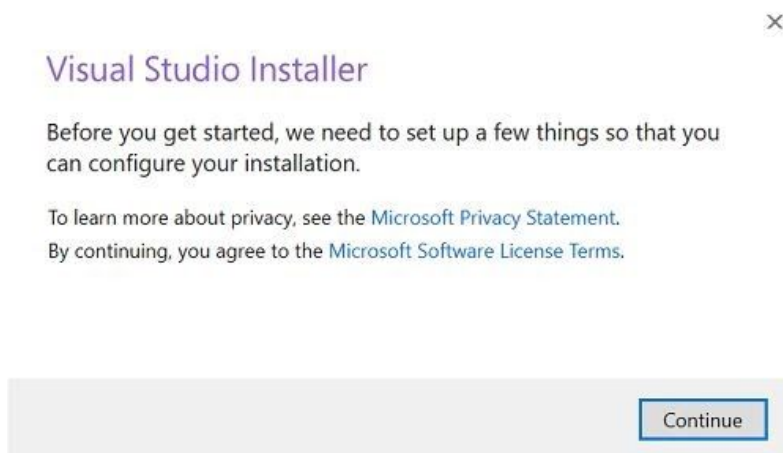 Visual Studio Installer
Before you get started, we need to set up a few things so that you
can configure your installation.
To learn more about privacy, see the Microsoft Privacy Statement.
By continuing, you agree to the Microsoft Software License Terms.
Continue